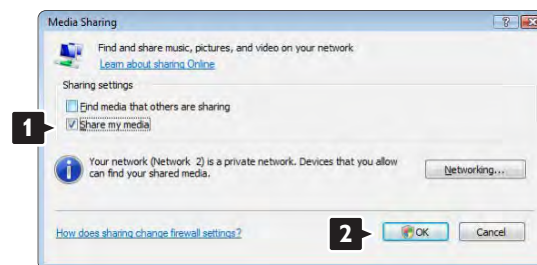 Media Sharing
Find and share music, pictures, and video on your network
Learn about sharing Online
Sharing settings
Find media that others are sharing
1
Share my media
Your network (Network 2) is a private network. Devices that you allow
can find your shared media.
Networking...
How does sharing change firewall settings?
2
OK
Cancel